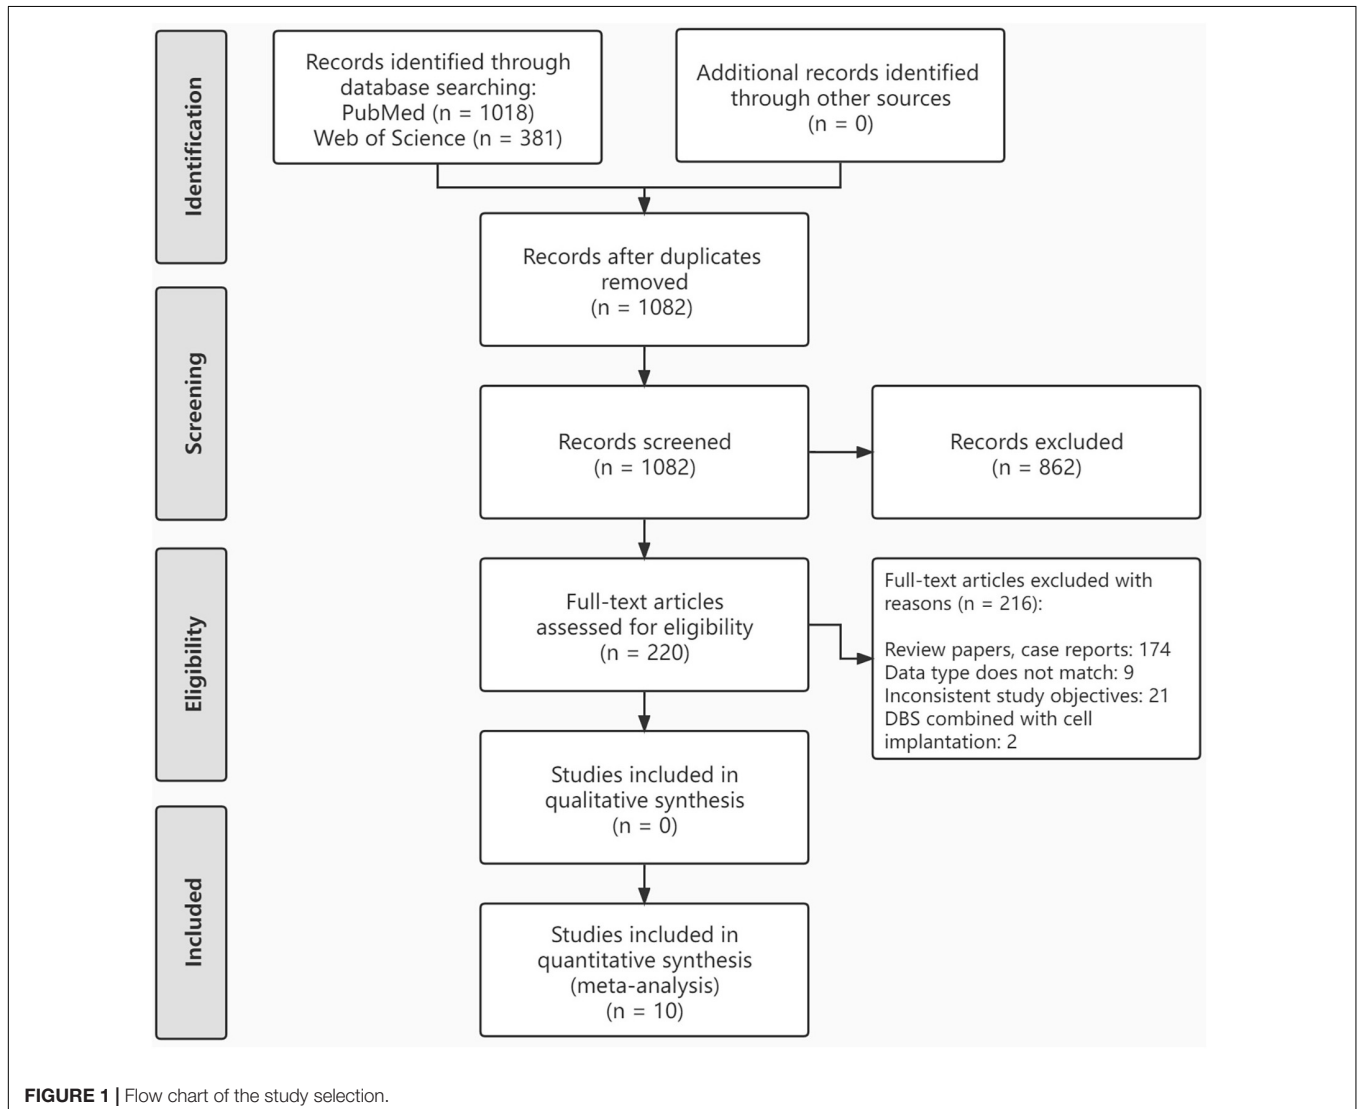 Identification
Records identified through
database searching:
PubMed (n = 1018)
Web of Science (n = 381)
Additional records identified
through other sources
(n = 0)
Records after duplicates
removed
(n = 1082)
Screening
Records screened
(n = 1082)
Records excluded
(n = 862)
Eligibility
Full-text articles
assessed for eligibility
(n = 220)
Full-text articles excluded with
reasons (n = 216):
Review papers, case reports: 174
Data type does not match: 9
Inconsistent study objectives: 21
DBS combined with cell
implantation: 2
Studies included in
qualitative synthesis
(n = 0)
Included
Studies included in
quantitative synthesis
(meta-analysis)
(n = 10)
FIGURE 1 | Flow chart of the study selection.